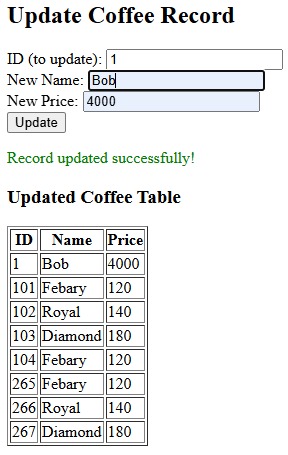 Update Coffee Record
ID (to update): 1
New Name: Bob
New Price: 4000
Update
Record updated successfully!
Updated Coffee Table
ID Name Price
1 Bob 4000
101 Febary 120
102 Royal 140
103 Diamond 180
104 Febary 120
265 Febary 120
266 Royal 140
267 Diamond 180